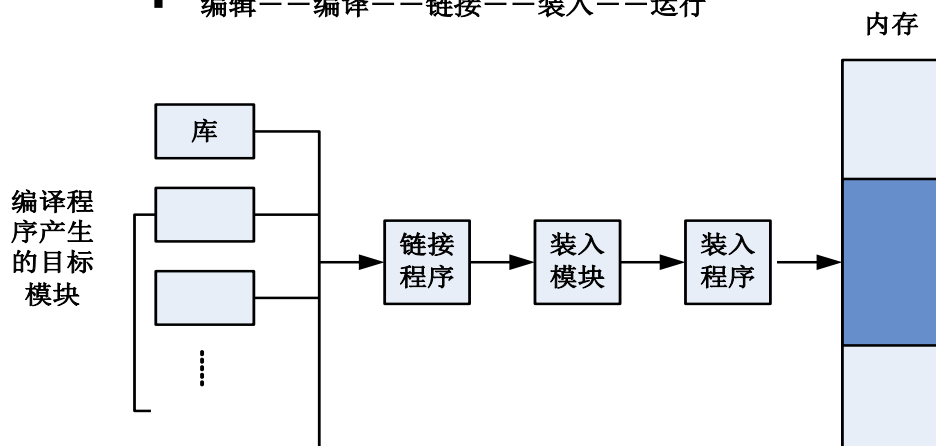 编辑——编译——链接——装入——运行
内存
库
编译程
序产生
的目标
模块
链接
程序
装入
模块
装入
程序